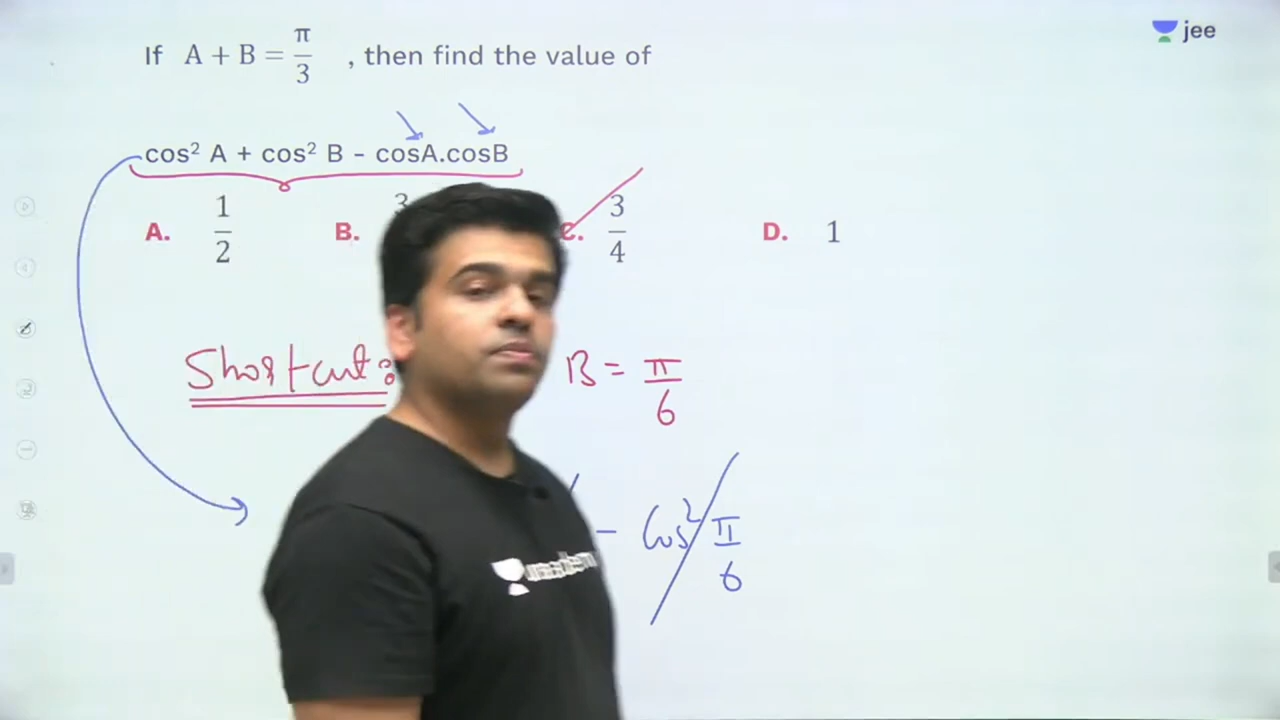 If A + B = π/3 , then find the value of
jee
cos² A + cos² B - cosA.cosB
A. 1/2 B. 3 C. 3/4 D. 1
Shortcut: B = π/6
- Cos² π/6